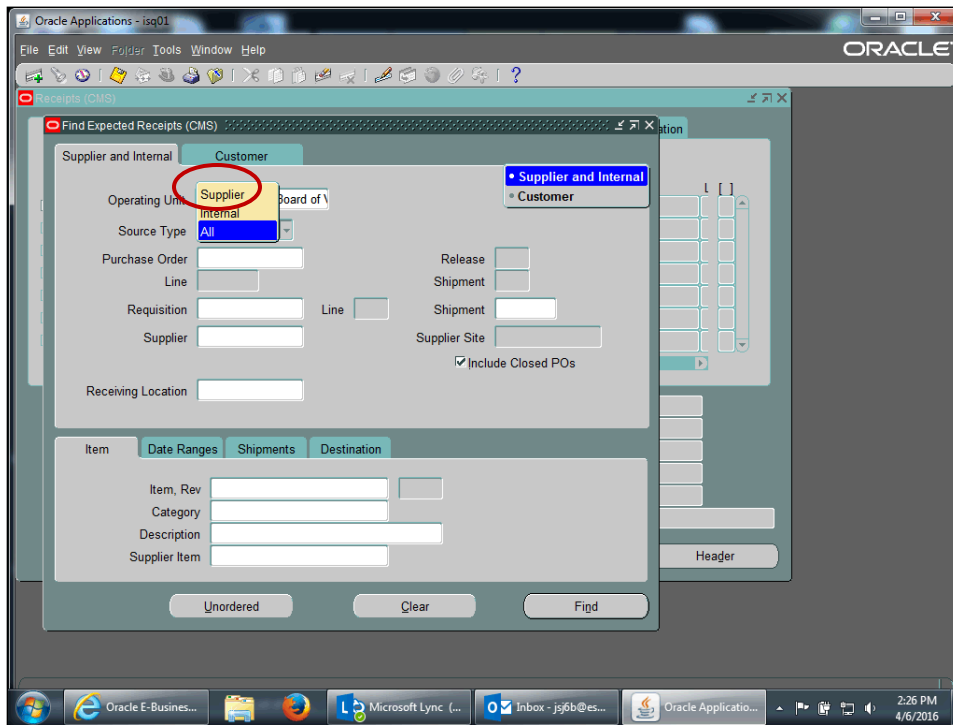 Oracle Applications - isq01
File Edit View Folder Tools Window Help
ORACLE
Receipts (CMS)
Find Expected Receipts (CMS)
Supplier and Internal Customer
• Supplier and Internal
• Customer
Operating Unit
Supplier
Internal
All
Source Type
Purchase Order
Release
Line
Shipment
Requisition
Line
Shipment
Supplier
Supplier Site
Include Closed POs
Receiving Location
Item Date Ranges Shipments Destination
Item, Rev
Category
Description
Supplier Item
Unordered Clear Find
[ ]
Header
Oracle E-Busines...
Microsoft Lync (...
Inbox - jsj6b@es...
Oracle Applicatio...
2:26 PM
4/6/2016